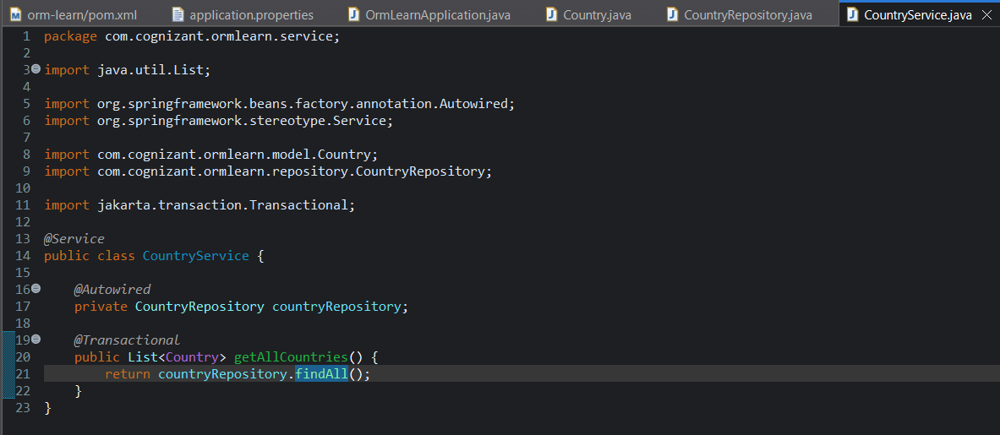 orm-learn/pom.xml application.properties OrmLearnApplication.java Country.java CountryRepository.java CountryService.java
1 package com.cognizant.ormlearn.service;
2
3 import java.util.List;
4
5 import org.springframework.beans.factory.annotation.Autowired;
6 import org.springframework.stereotype.Service;
7
8 import com.cognizant.ormlearn.model.Country;
9 import com.cognizant.ormlearn.repository.CountryRepository;
10
11 import jakarta.transaction.Transactional;
12
13 @Service
14 public class CountryService {
15
16     @Autowired
17     private CountryRepository countryRepository;
18
19     @Transactional
20     public List<Country> getAllCountries() {
21         return countryRepository.findAll();
22     }
23 }